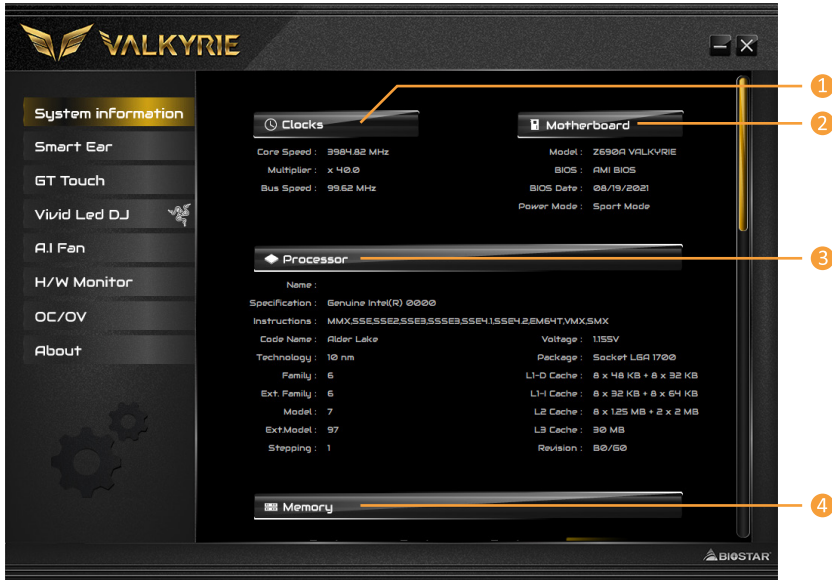 VALKYRIE
System information
Smart Ear
GT Touch
Vivid Led DJ
A.I Fan
H/W Monitor
OC/OV
About
Clocks
Core Speed : 3984.82 MHz
Multiplier : x 40.0
Bus Speed : 99.62 MHz
Motherboard
Model : Z690A VALKYRIE
BIOS : AMI BIOS
BIOS Date : 08/19/2021
Power Mode : Sport Mode
Processor
Name :
Specification : Genuine Intel(R) 0000
Instructions : MMX,SSE,SSE2,SSE3,SSSE3,SSE4.1,SSE4.2,EM64T,VMX,SMX
Code Name : Alder Lake
Technology : 10 nm
Family : 6
Ext. Family : 6
Model : 7
Ext.Model : 97
Stepping : 1
Voltage : 1.155V
Package : Socket LGA 1700
L1-D Cache : 8 x 48 KB + 8 x 32 KB
L1-I Cache : 8 x 32 KB + 8 x 64 KB
L2 Cache : 8 x 1.25 MB + 2 x 2 MB
L3 Cache : 30 MB
Revision : B0/G0
Memory
BIOSTAR
1
2
3
4